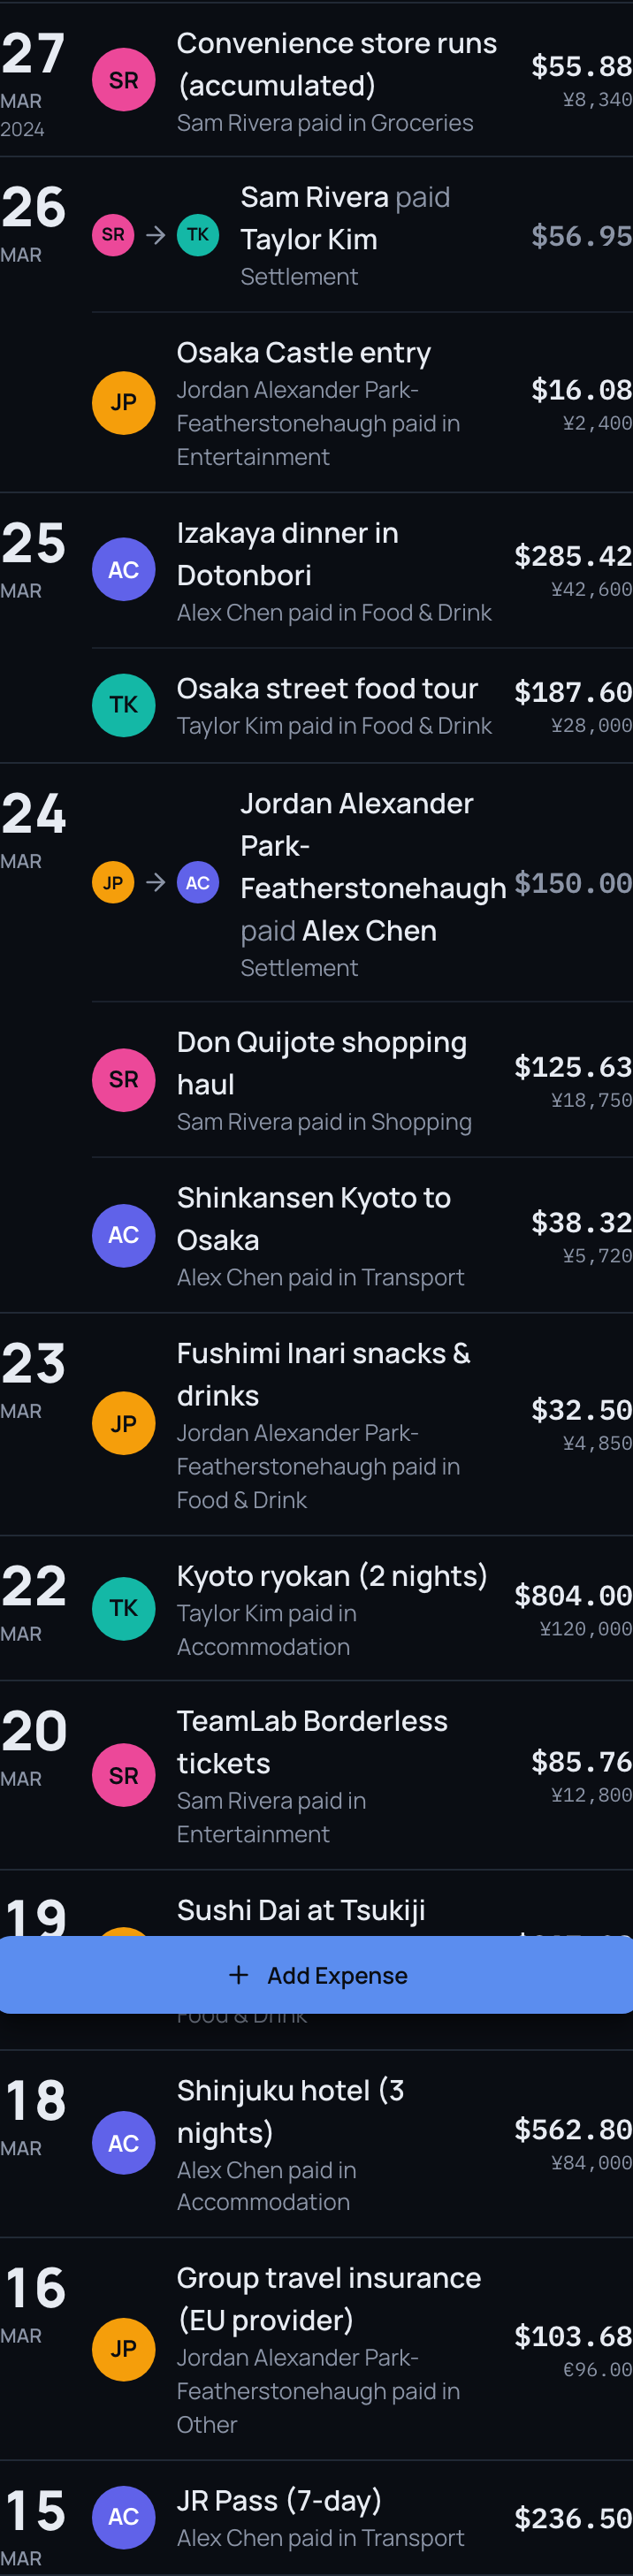 27
MAR
2024
SR
Convenience store runs
(accumulated)
Sam Rivera paid in Groceries
$55.88
¥8,340
26
MAR
SR → TK
Sam Rivera paid
Taylor Kim
Settlement
$56.95
JP
Osaka Castle entry
Jordan Alexander Park-
Featherstonehaugh paid in
Entertainment
$16.08
¥2,400
25
MAR
AC
Izakaya dinner in
Dotonbori
Alex Chen paid in Food & Drink
$285.42
¥42,600
TK
Osaka street food tour
Taylor Kim paid in Food & Drink
$187.60
¥28,000
24
MAR
JP → AC
Jordan Alexander
Park-
Featherstonehaugh
paid Alex Chen
Settlement
$150.00
SR
Don Quijote shopping
haul
Sam Rivera paid in Shopping
$125.63
¥18,750
AC
Shinkansen Kyoto to
Osaka
Alex Chen paid in Transport
$38.32
¥5,720
23
MAR
JP
Fushimi Inari snacks &
drinks
Jordan Alexander Park-
Featherstonehaugh paid in
Food & Drink
$32.50
¥4,850
22
MAR
TK
Kyoto ryokan (2 nights)
Taylor Kim paid in
Accommodation
$804.00
¥120,000
20
MAR
SR
TeamLab Borderless
tickets
Sam Rivera paid in
Entertainment
$85.76
¥12,800
19
Sushi Dai at Tsukiji
+ Add Expense
Food & Drink
18
MAR
AC
Shinjuku hotel (3
nights)
Alex Chen paid in
Accommodation
$562.80
¥84,000
16
MAR
JP
Group travel insurance
(EU provider)
Jordan Alexander Park-
Featherstonehaugh paid in
Other
$103.68
€96.00
15
MAR
AC
JR Pass (7-day)
Alex Chen paid in Transport
$236.50